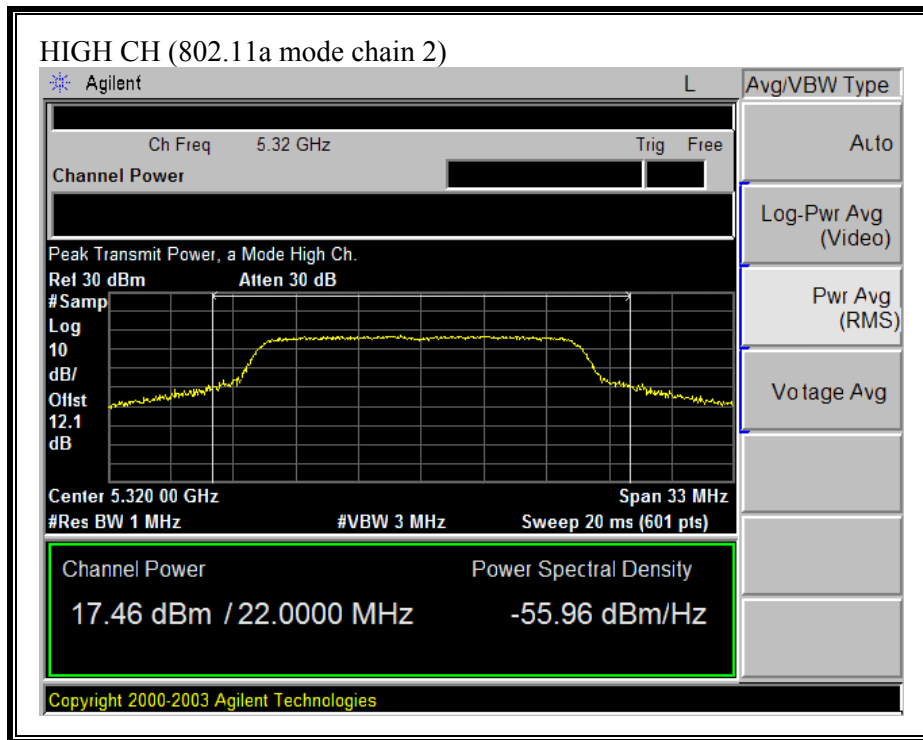 HIGH CH (802.11a mode chain 2)
Agilent L
Avg/VBW Type
Ch Freq 5.32 GHz Trig Free
Channel Power
Auto
Log-Pwr Avg
(Video)
Peak Transmit Power, a Mode High Ch.
Ref 30 dBm Atten 30 dB
Pwr Avg
(RMS)
#Samp
Log
10
dB/
Offst
12.1
dB
Votage Avg
Center 5.320 00 GHz Span 33 MHz
#Res BW 1 MHz #VBW 3 MHz Sweep 20 ms (601 pts)
Channel Power Power Spectral Density
17.46 dBm / 22.0000 MHz -55.96 dBm/Hz
Copyright 2000-2003 Agilent Technologies